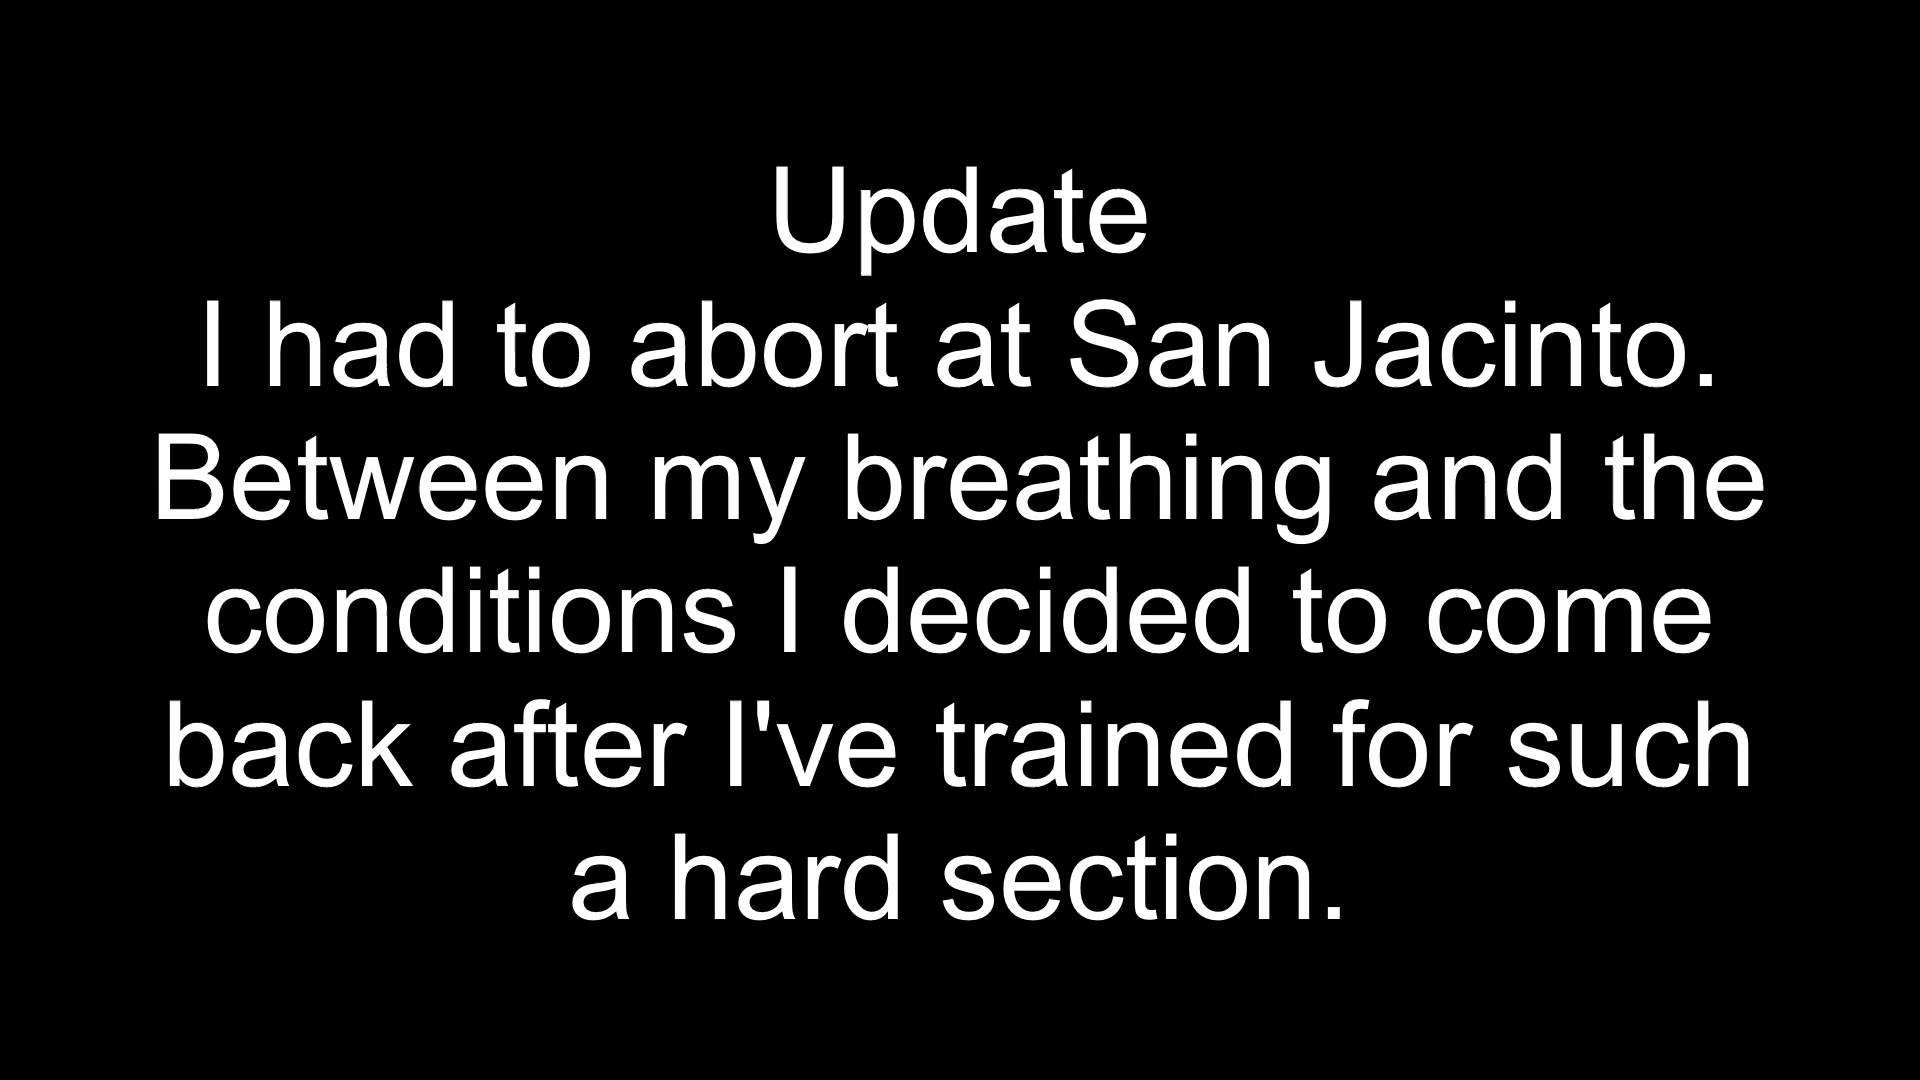 Update
I had to abort at San Jacinto.
Between my breathing and the
conditions I decided to come
back after I've trained for such
a hard section.